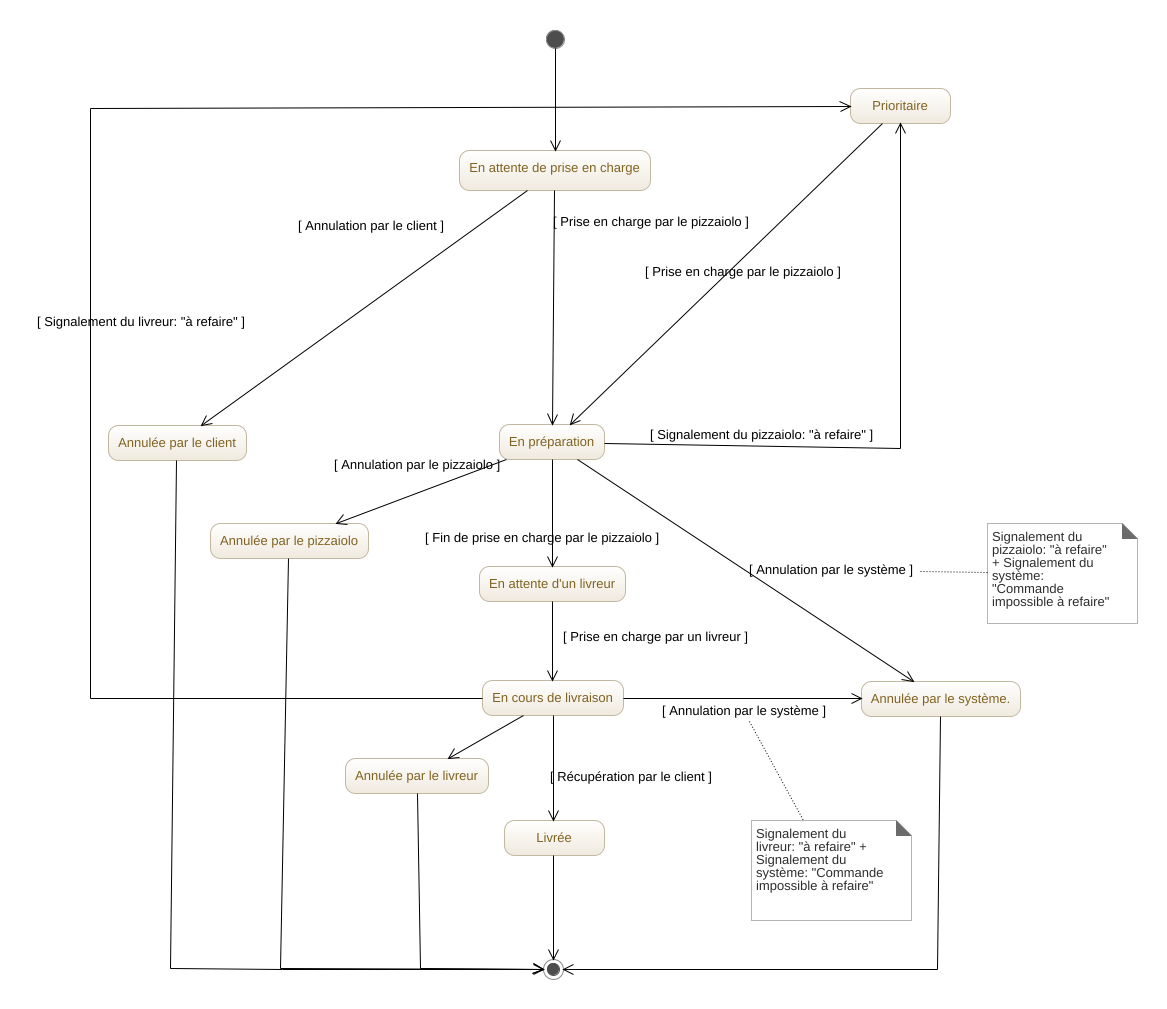 Prioritaire
En attente de prise en charge
[ Annulation par le client ]
[ Prise en charge par le pizzaiolo ]
[ Prise en charge par le pizzaiolo ]
[ Signalement du livreur: "à refaire" ]
Annulée par le client
En préparation
[ Signalement du pizzaiolo: "à refaire" ]
[ Annulation par le pizzaiolo ]
Annulée par le pizzaiolo
[ Fin de prise en charge par le pizzaiolo ]
Signalement du
pizzaiolo: "à refaire"
+ Signalement du
système:
"Commande
impossible à refaire"
[ Annulation par le système ]
En attente d'un livreur
[ Prise en charge par un livreur ]
En cours de livraison
Annulée par le système.
[ Annulation par le système ]
Annulée par le livreur
[ Récupération par le client ]
Livrée
Signalement du
livreur: "à refaire" +
Signalement du
système: "Commande
impossible à refaire"